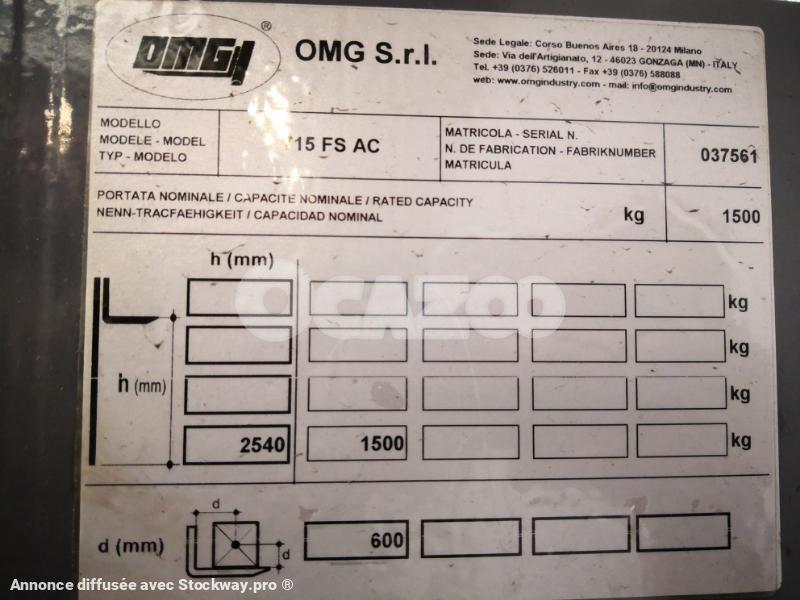 OMG ®
OMG S.r.l.
Sede Legale: Corso Buenos Aires 18 - 20124 Milano
Sede: Via dell'Artigianato, 12 - 46023 GONZAGA (MN) - ITALY
Tel. +39 (0376) 526011 - Fax +39 (0376) 588088
web: www.omgindustry.com - mail: info@omgindustry.com
MODELLO
MODELE - MODEL
TYP - MODELO
15 FS AC
MATRICOLA - SERIAL N.
N. DE FABRICATION - FABRIKNUMBER
MATRICULA
037561
PORTATA NOMINALE / CAPACITE NOMINALE / RATED CAPACITY
NENN-TRACFAEHIGKEIT / CAPACIDAD NOMINAL
kg
1500
h (mm)
kg
OCAZOO
kg
h (mm)
kg
2540 1500 kg
d
d
d (mm) 600
Annonce diffusée avec Stockway.pro ®